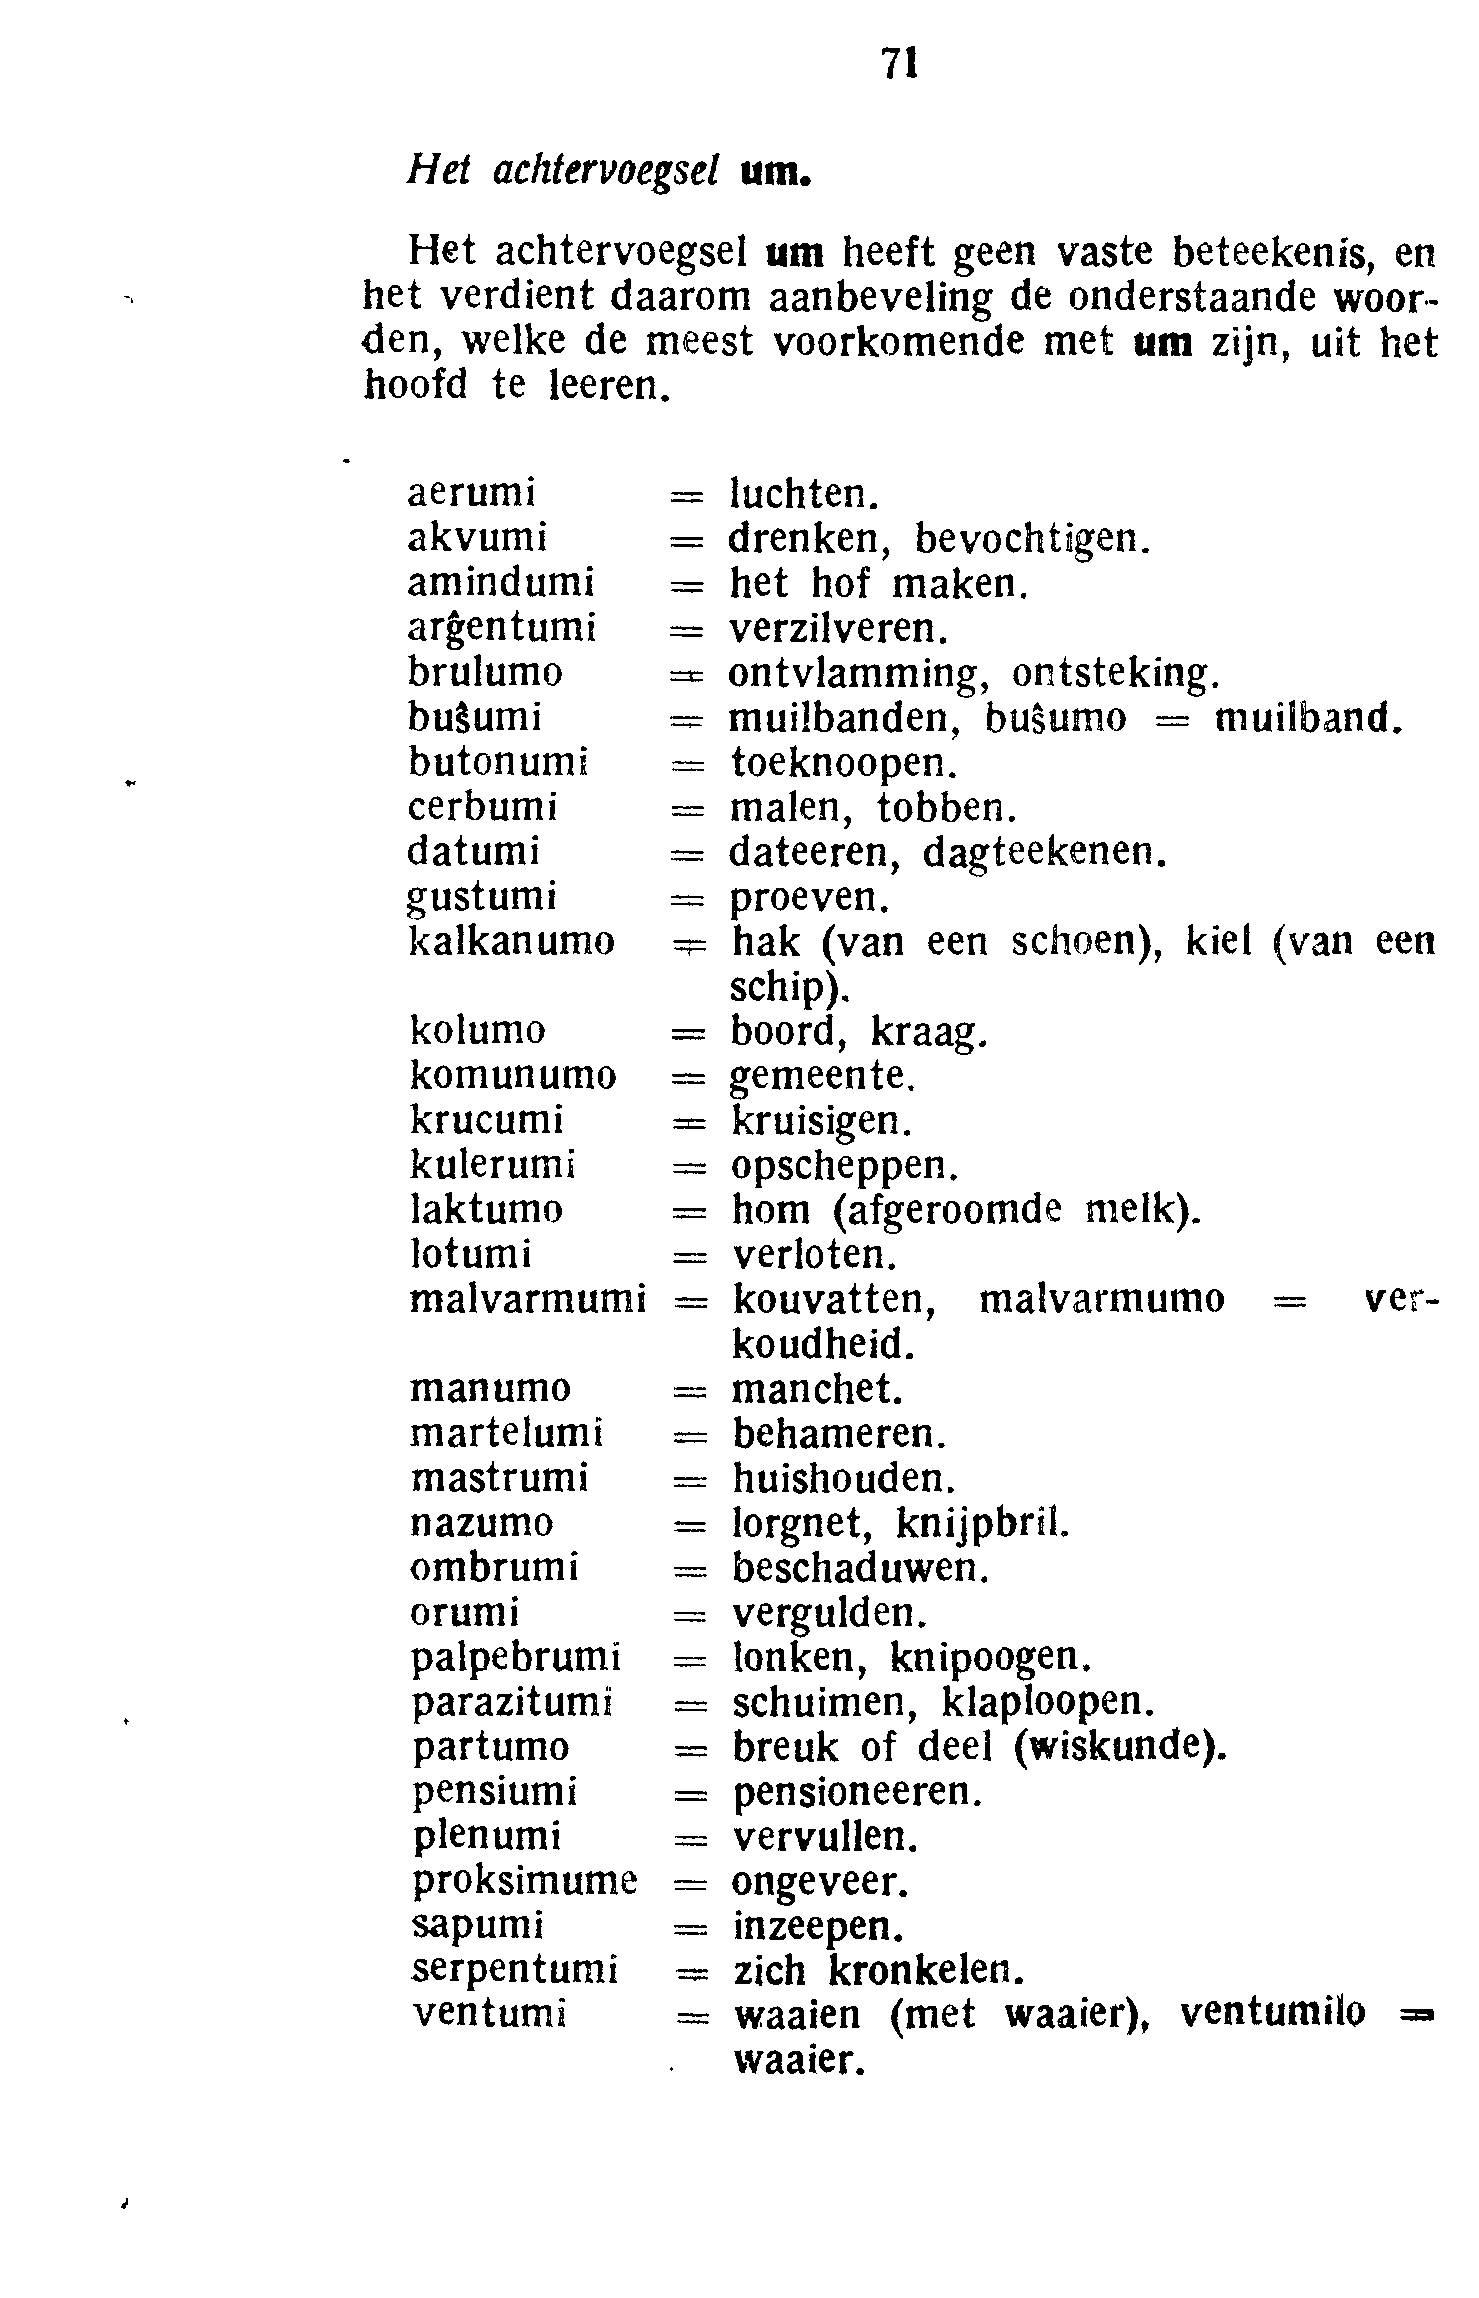 71
Het achtervoegsel um.
Het achtervoegsel um heeft geen vaste beteekenis, en
het verdient daarom aanbeveling de onderstaande woor-
den, welke de meest voorkomende met um zijn, uit het
hoofd te leeren.
aerumi = luchten.
akvumi = drenken, bevochtigen.
amindumi = het hof maken.
arĝentumi = verzilveren.
brulumo = ontvlamming, ontsteking.
buŝumi = muilbanden, buŝumo = muilband.
butonumi = toeknoopen.
cerbumi = malen, tobben.
datumi = dateeren, dagteekenen.
gustumi = proeven.
kalkanumo = hak (van een schoen), kiel (van een
schip).
kolumo = boord, kraag.
komunumo = gemeente.
krucumi = kruisigen.
kulerumi = opscheppen.
laktumo = hom (afgeroomde melk).
lotumi = verloten.
malvarmumi = kouvatten, malvarmumo = ver-
koudheid.
manumo = manchet.
martelumi = behameren.
mastrumi = huishouden.
nazumo = lorgnet, knijpbril.
ombrumi = beschaduwen.
orumi = vergulden.
palpebrumi = lonken, knipoogen.
parazitumi = schuimen, klaploopen.
partumo = breuk of deel (wiskunde).
pensiumi = pensioneeren.
plenumi = vervullen.
proksimume = ongeveer.
sapumi = inzeepen.
serpentumi = zich kronkelen.
ventumi = waaien (met waaier), ventumilo =
waaier.